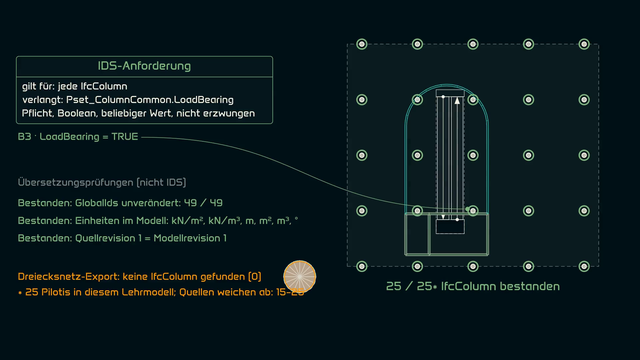 IDS-Anforderung
gilt für: jede IfcColumn
verlangt: Pset_ColumnCommon.LoadBearing
Pflicht, Boolean, beliebiger Wert, nicht erzwungen
B3 · LoadBearing = TRUE
Übersetzungsprüfungen (nicht IDS)
Bestanden: GlobalIds unverändert: 49 / 49
Bestanden: Einheiten im Modell: kN/m², kN/m³, m, m², m³, °
Bestanden: Quellrevision 1 = Modellrevision 1
Dreiecksnetz-Export: keine IfcColumn gefunden (0)
• 25 Pilotis in diesem Lehrmodell; Quellen weichen ab:
25 / 25• IfcColumn bestanden